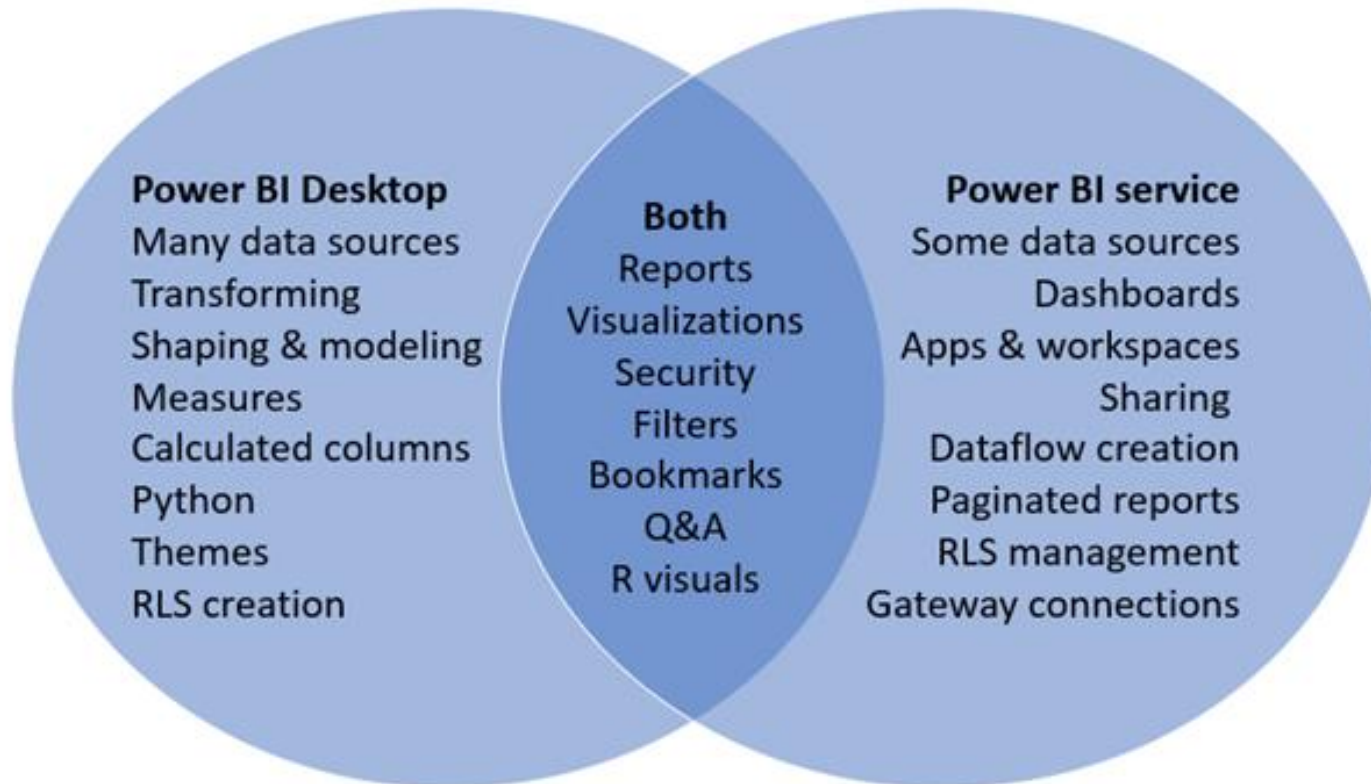 Power BI Desktop
Many data sources
Transforming
Shaping & modeling
Measures
Calculated columns
Python
Themes
RLS creation
Both
Reports
Visualizations
Security
Filters
Bookmarks
Q&A
R visuals
Power BI service
Some data sources
Dashboards
Apps & workspaces
Sharing
Dataflow creation
Paginated reports
RLS management
Gateway connections